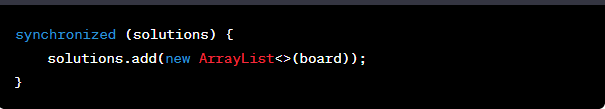 synchronized (solutions) {
    solutions.add(new ArrayList<>(board));
}